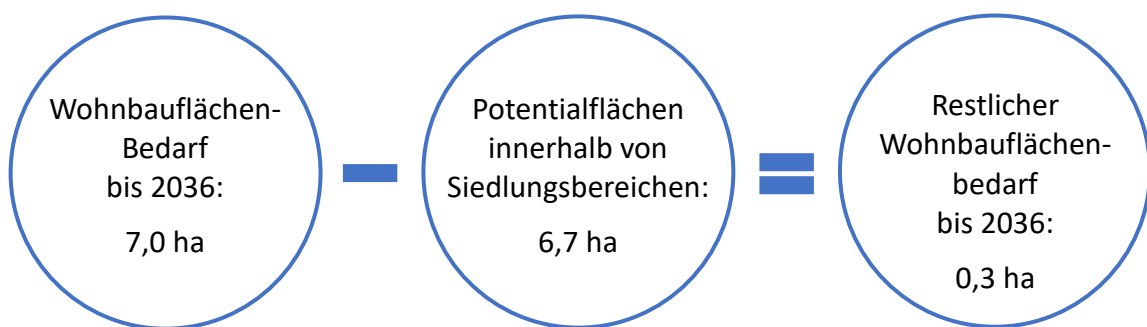 Wohnbauflächen-
Bedarf
bis 2036:
7,0 ha
Potentialflächen
innerhalb von
Siedlungsbereichen:
6,7 ha
Restlicher
Wohnbauflächen-
bedarf
bis 2036:
0,3 ha